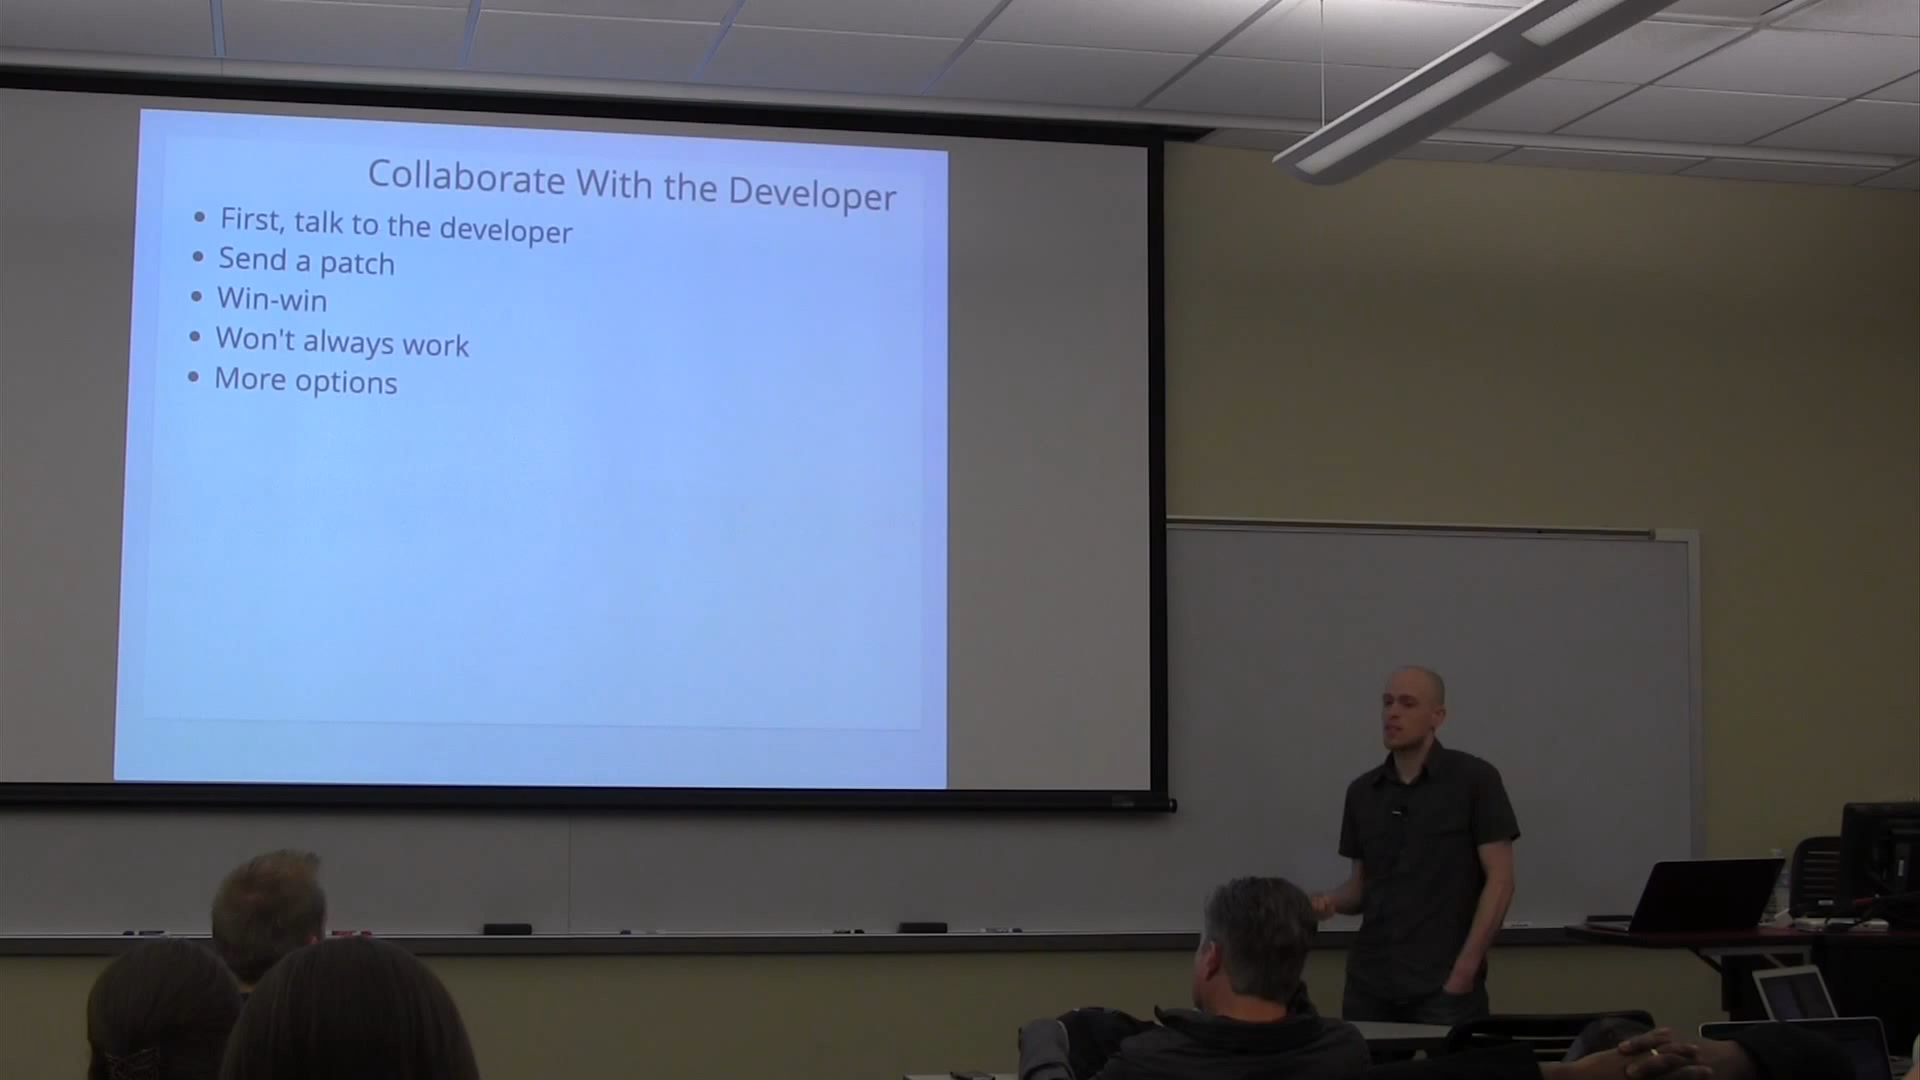 Collaborate With the Developer
• First, talk to the developer
• Send a patch
• Win-win
• Won't always work
• More options